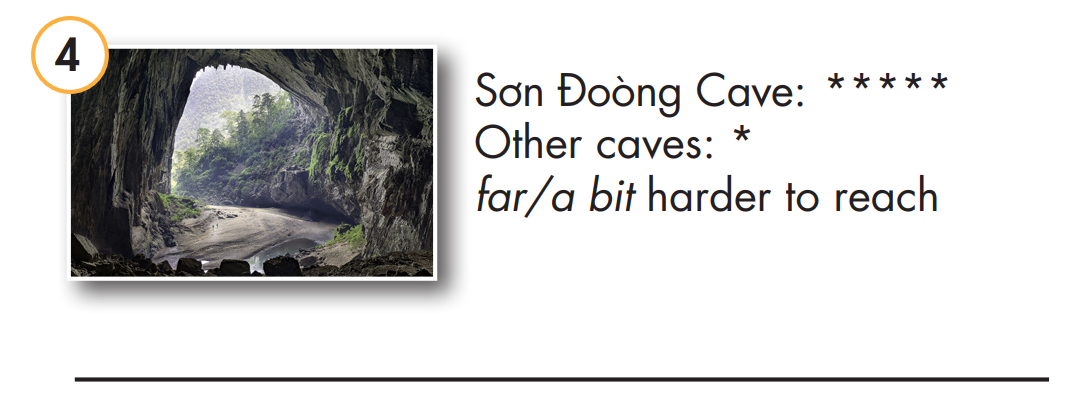 4
Sơn Đoòng Cave: *****
Other caves: *
far/a bit harder to reach